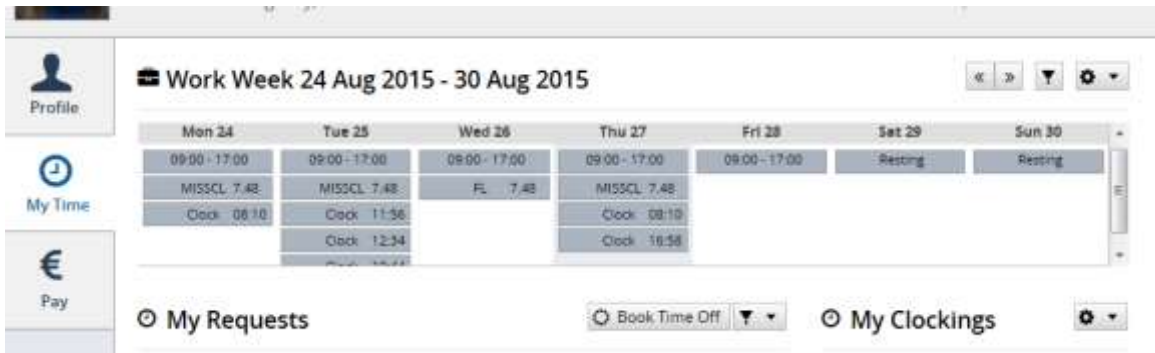 Work Week 24 Aug 2015 - 30 Aug 2015
Profile
Mon 24 Tue 25 Wed 26 Thu 27 Fri 28 Sat 29 Sun 30
09:00 - 17:00 09:00 - 17:00 09:00 - 17:00 09:00 - 17:00 09:00 - 17:00 Resting Resting
MISSCL 7.48 MISSCL 7.48 FL 7.48 MISSCL 7.48
My Time
Clock 08:10 Clock 11:56 Clock 08:10
Clock 12:34 Clock 16:58
Pay
My Requests Book Time Off My Clockings